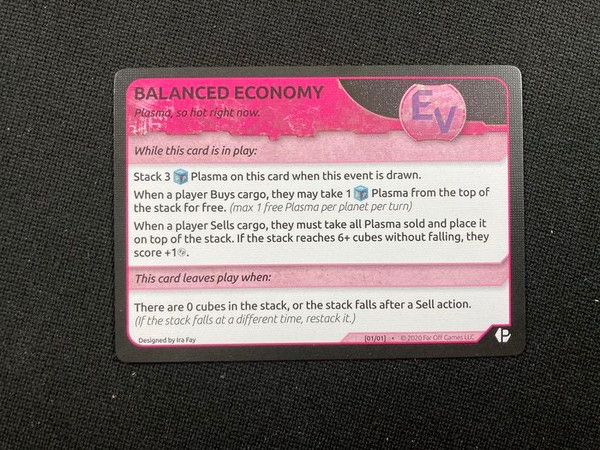 BALANCED ECONOMY
EV
Plasma, so hot right now.
While this card is in play:
Stack 3 Plasma on this card when this event is drawn.
When a player Buys cargo, they may take 1 Plasma from the top of
the stack for free. (max 1 free Plasma per planet per turn)
When a player Sells cargo, they must take all Plasma sold and place it
on top of the stack. If the stack reaches 6+ cubes without falling, they
score +1.
This card leaves play when:
There are 0 cubes in the stack, or the stack falls after a Sell action.
(If the stack falls at a different time, restack it.)
Designed by Ira Fay
[01/01] • ©2020 Far Off Games LLC